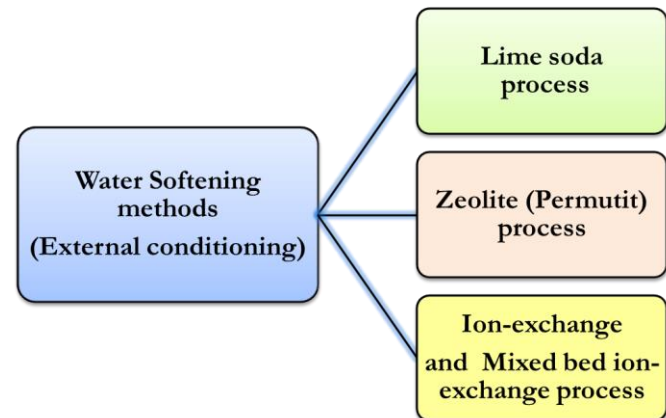 Water Softening
methods
(External conditioning)
Lime soda
process
Zeolite (Permutit)
process
Ion-exchange
and Mixed bed ion-
exchange process